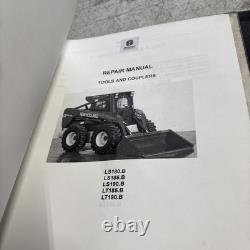 REPAIR MANUAL
TOOLS AND COUPLERS
LS180.B
LS185.B
LS190.B
LT185.B
LT190.B